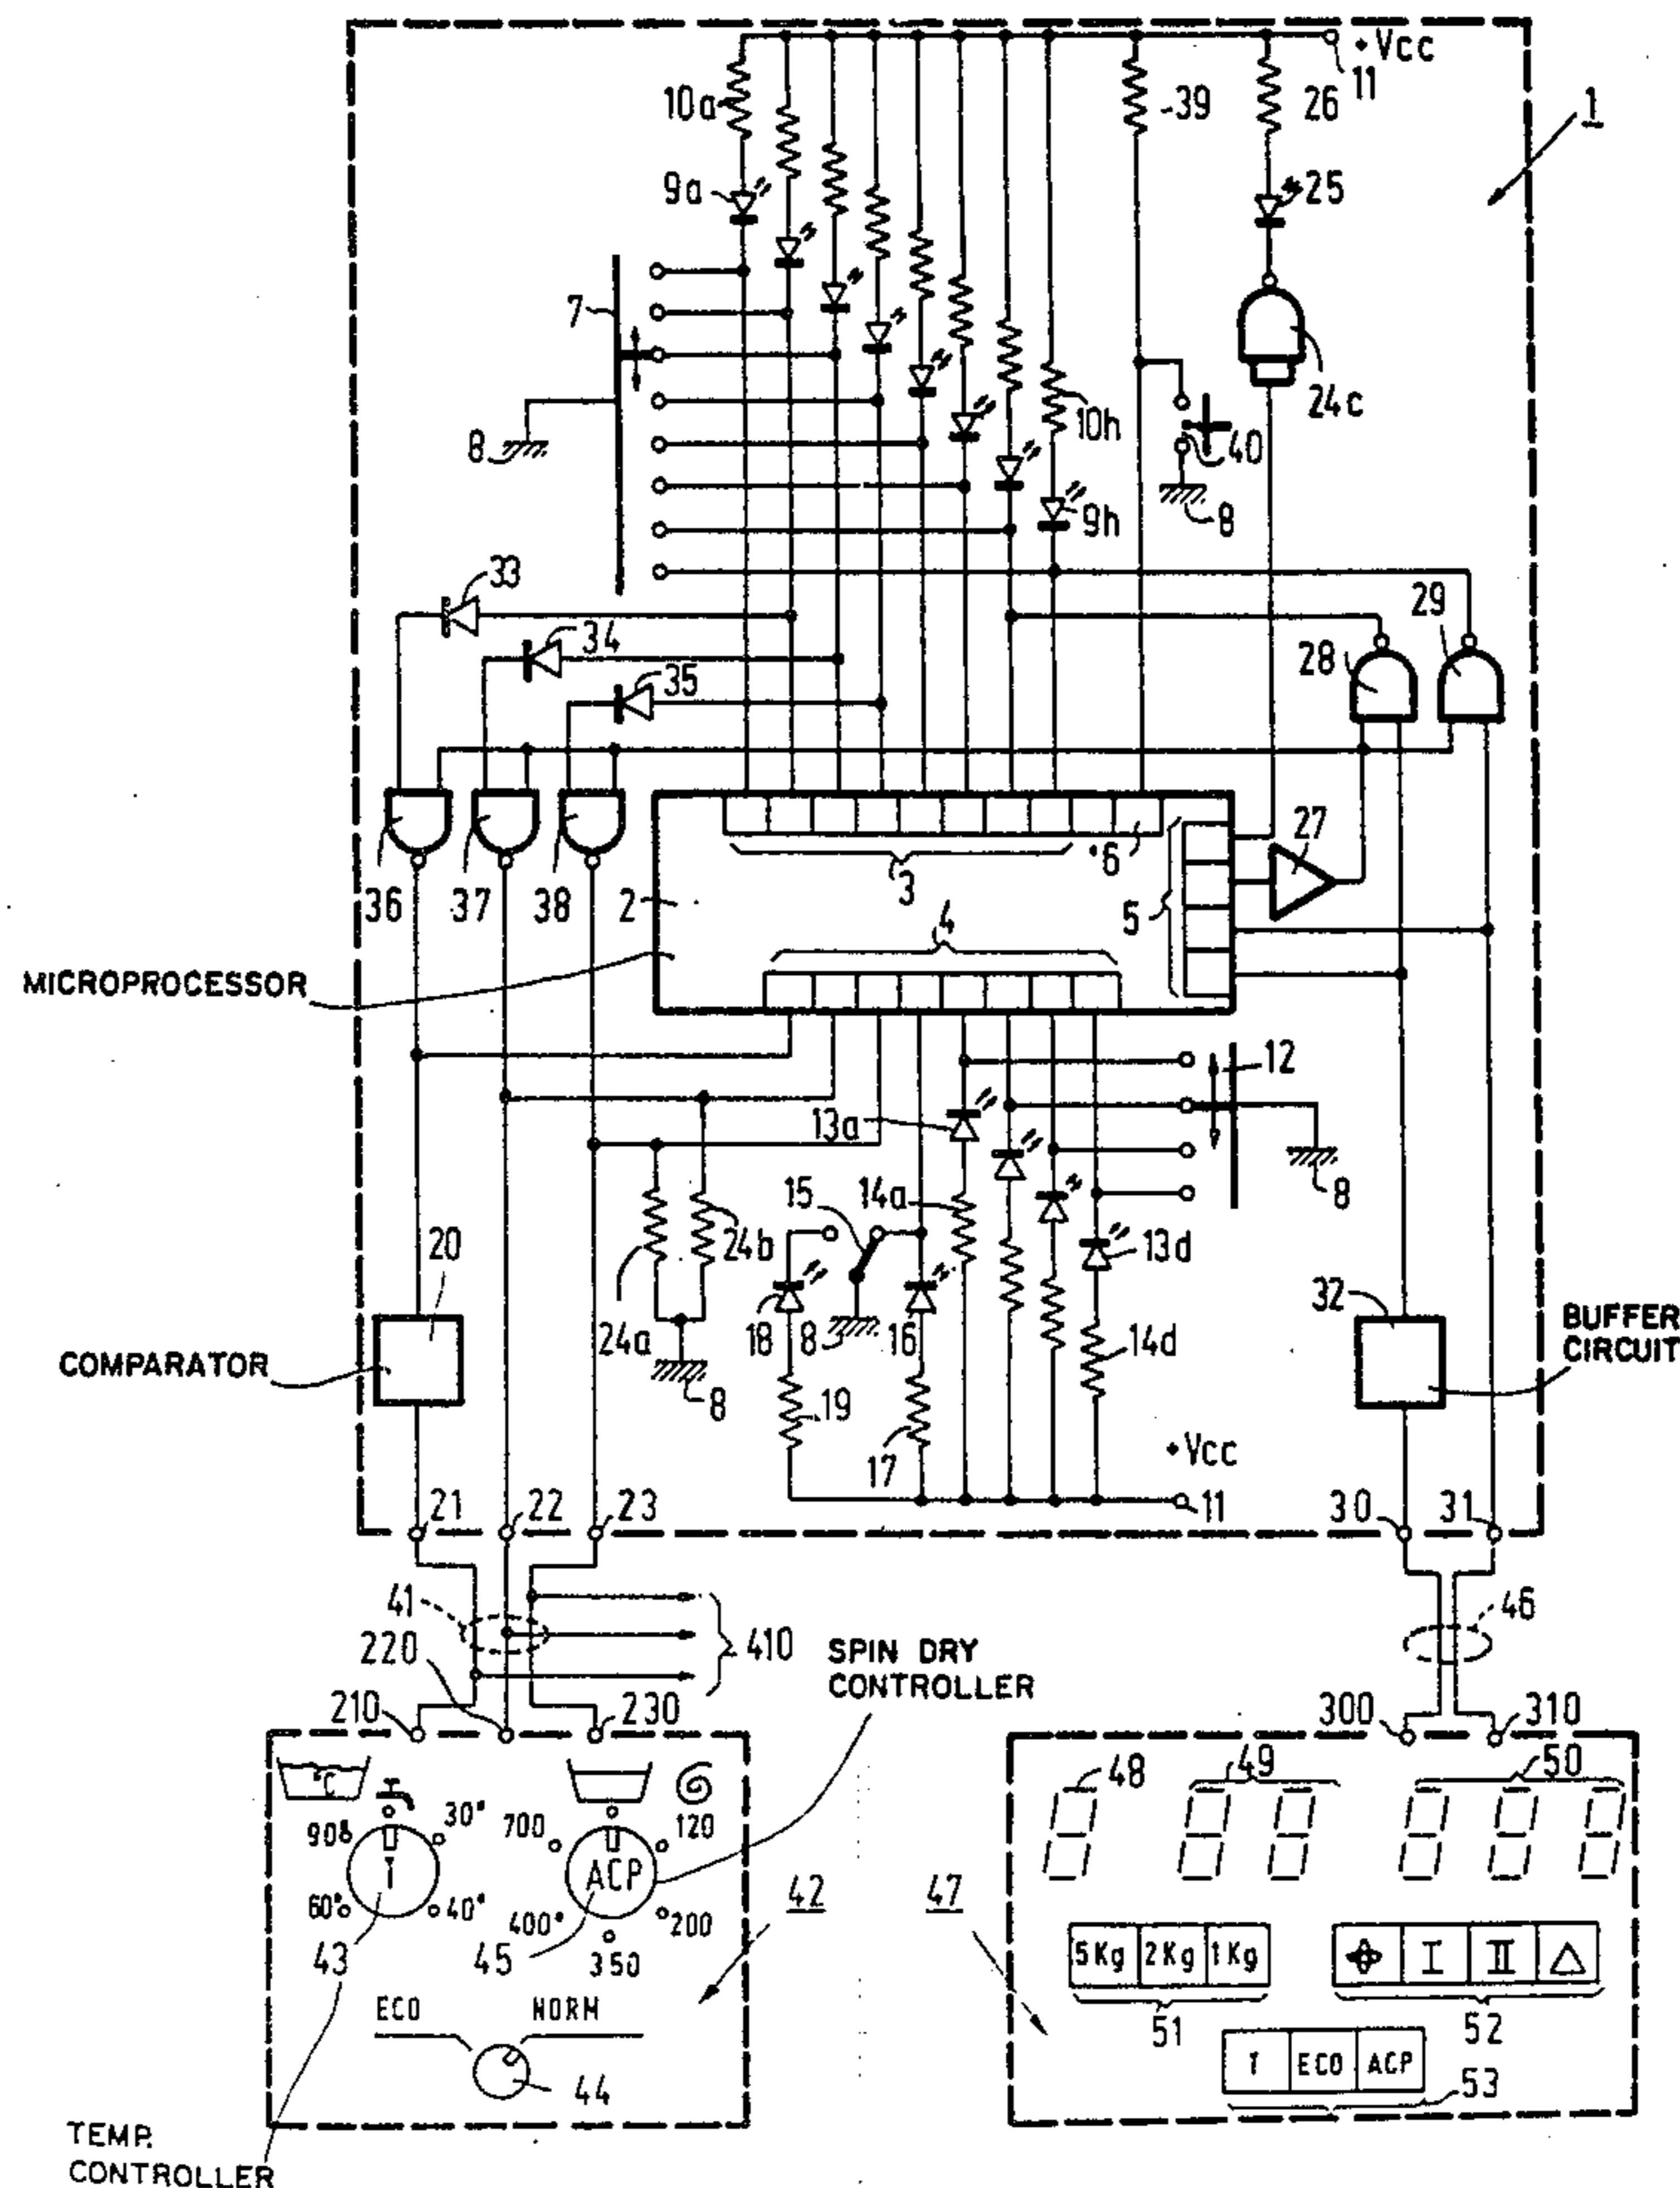 +Vcc
11
10a
39
26
1
9a
25
7
24c
10h
8
40
9h
8
33
29
34
28
35
27
6
3
36
37
38
2
5
4
MICROPROCESSOR
12
13a
8
15
14a
24b
13d
20
32
BUFFER
CIRCUIT
24a
18
8
16
14d
COMPARATOR
8
19
17
+Vcc
21
22
23
11
30
31
41
46
220
410
SPIN DRY
CONTROLLER
210
230
300
310
°C
48
49
50
90°
30°
700
120
T
ACP
60°
40°
400°
200
42
47
43
45
350
5Kg
2Kg
1Kg
I
II
△
ECO
NORM
51
52
T
ECO
ACP
44
53
TEMP.
CONTROLLER